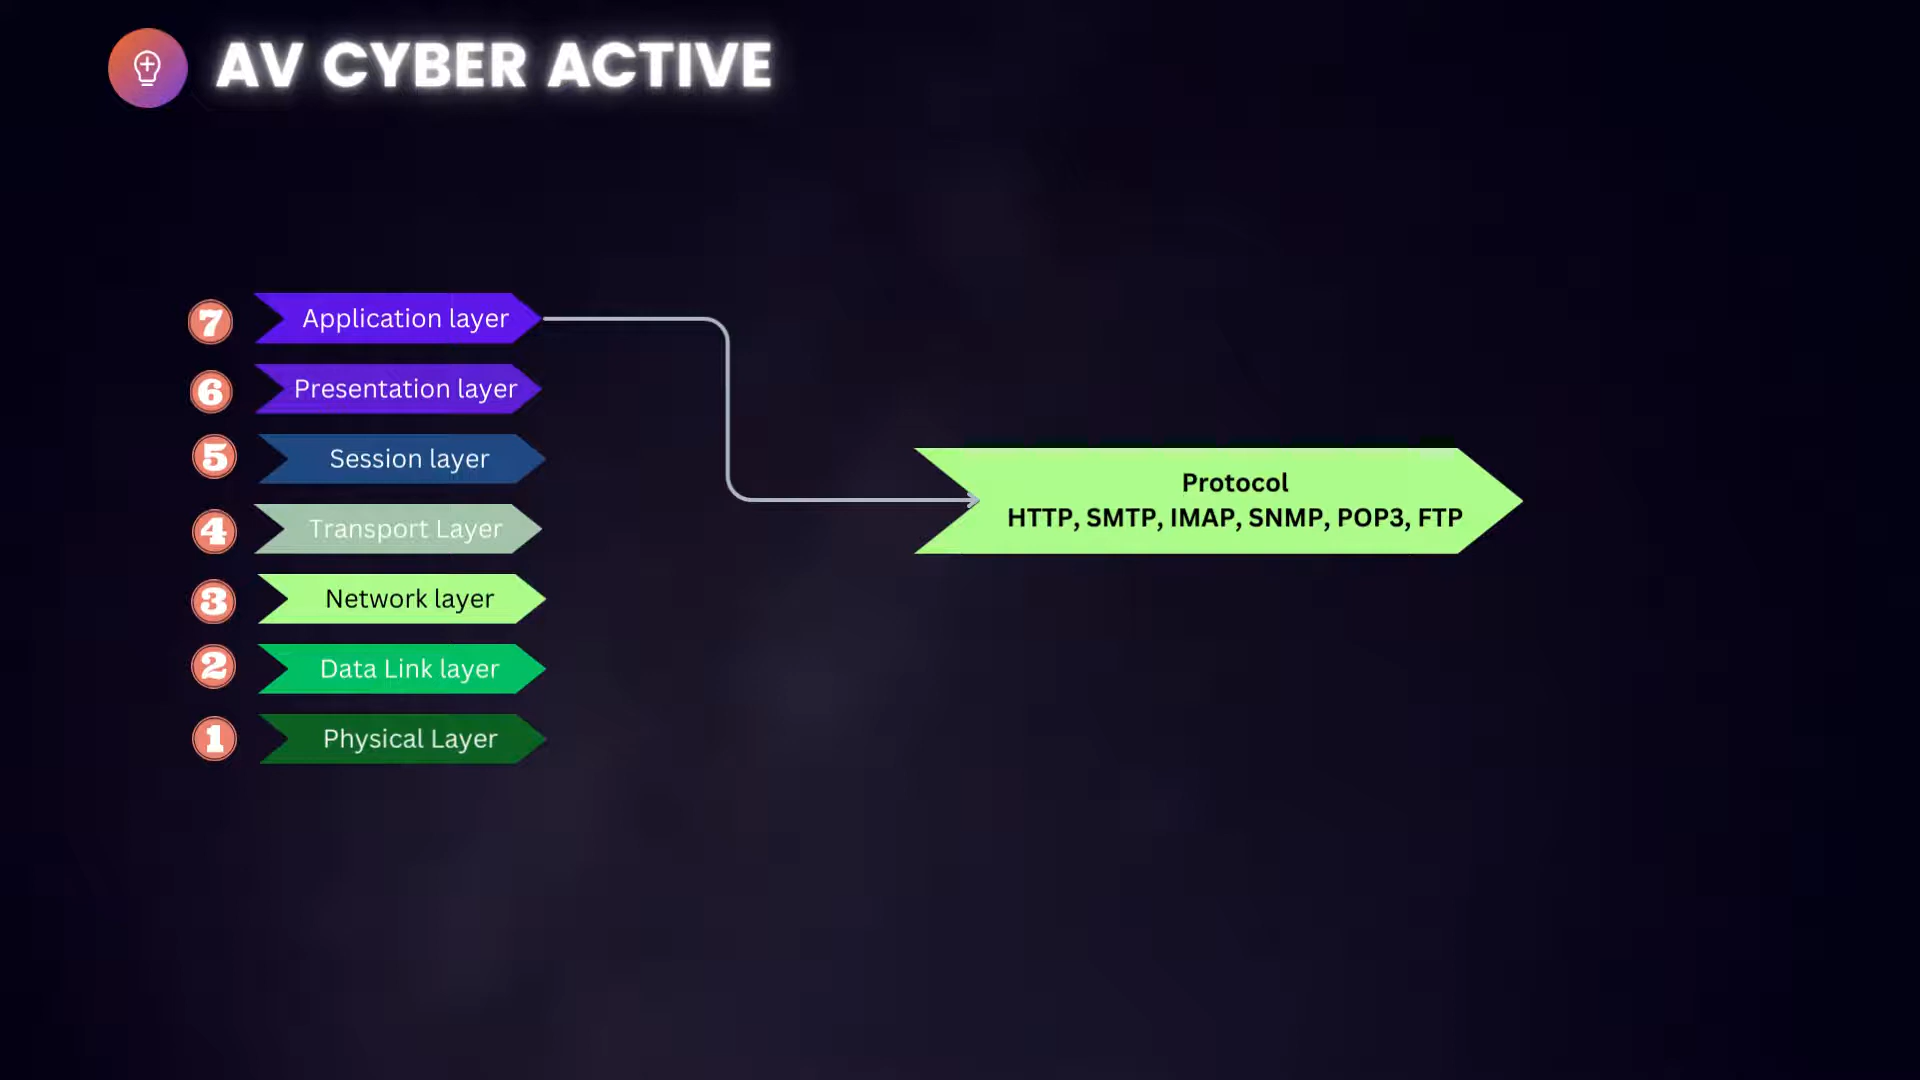 AV CYBER ACTIVE
7 Application layer
6 Presentation layer
5 Session layer
4 Transport Layer
3 Network layer
2 Data Link layer
1 Physical Layer
Protocol
HTTP, SMTP, IMAP, SNMP, POP3, FTP